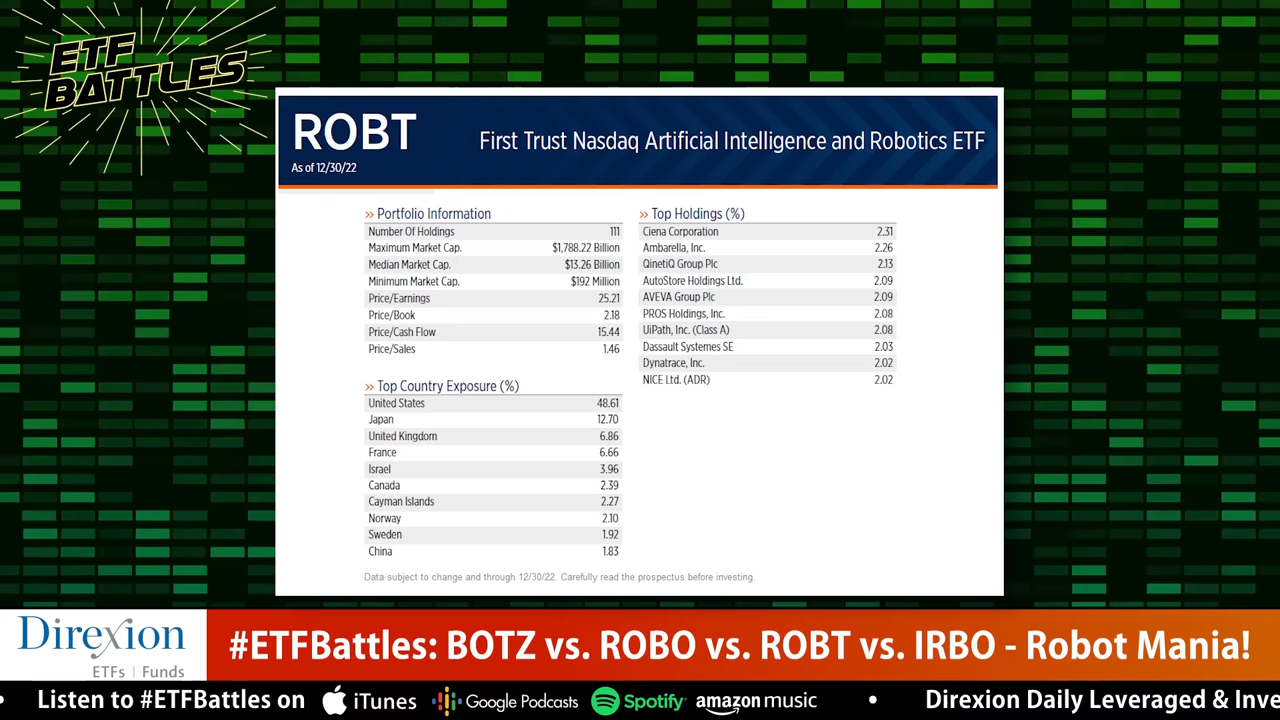 ETF
BATTLES
ROBT
First Trust Nasdaq Artificial Intelligence and Robotics ETF
As of 12/30/22
» Portfolio Information
Number Of Holdings 111
Maximum Market Cap. $1,788.22 Billion
Median Market Cap. $13.26 Billion
Minimum Market Cap. $192 Million
Price/Earnings 25.21
Price/Book 2.18
Price/Cash Flow 15.44
Price/Sales 1.46
» Top Country Exposure (%)
United States 48.61
Japan 12.70
United Kingdom 6.86
France 6.66
Israel 3.96
Canada 2.39
Cayman Islands 2.27
Norway 2.10
Sweden 1.92
China 1.83
» Top Holdings (%)
Ciena Corporation 2.31
Ambarella, Inc. 2.26
QinetiQ Group Plc 2.13
AutoStore Holdings Ltd. 2.09
AVEVA Group Plc 2.09
PROS Holdings, Inc. 2.08
UiPath, Inc. (Class A) 2.08
Dassault Systemes SE 2.03
Dynatrace, Inc. 2.02
NICE Ltd. (ADR) 2.02
Data subject to change and through 12/30/22. Carefully read the prospectus before investing.
Direxion
ETFs | Funds
#ETFBattles: BOTZ vs. ROBO vs. ROBT vs. IRBO - Robot Mania!
• Listen to #ETFBattles on iTunes Google Podcasts Spotify amazon music • Direxion Daily Leveraged & Inve